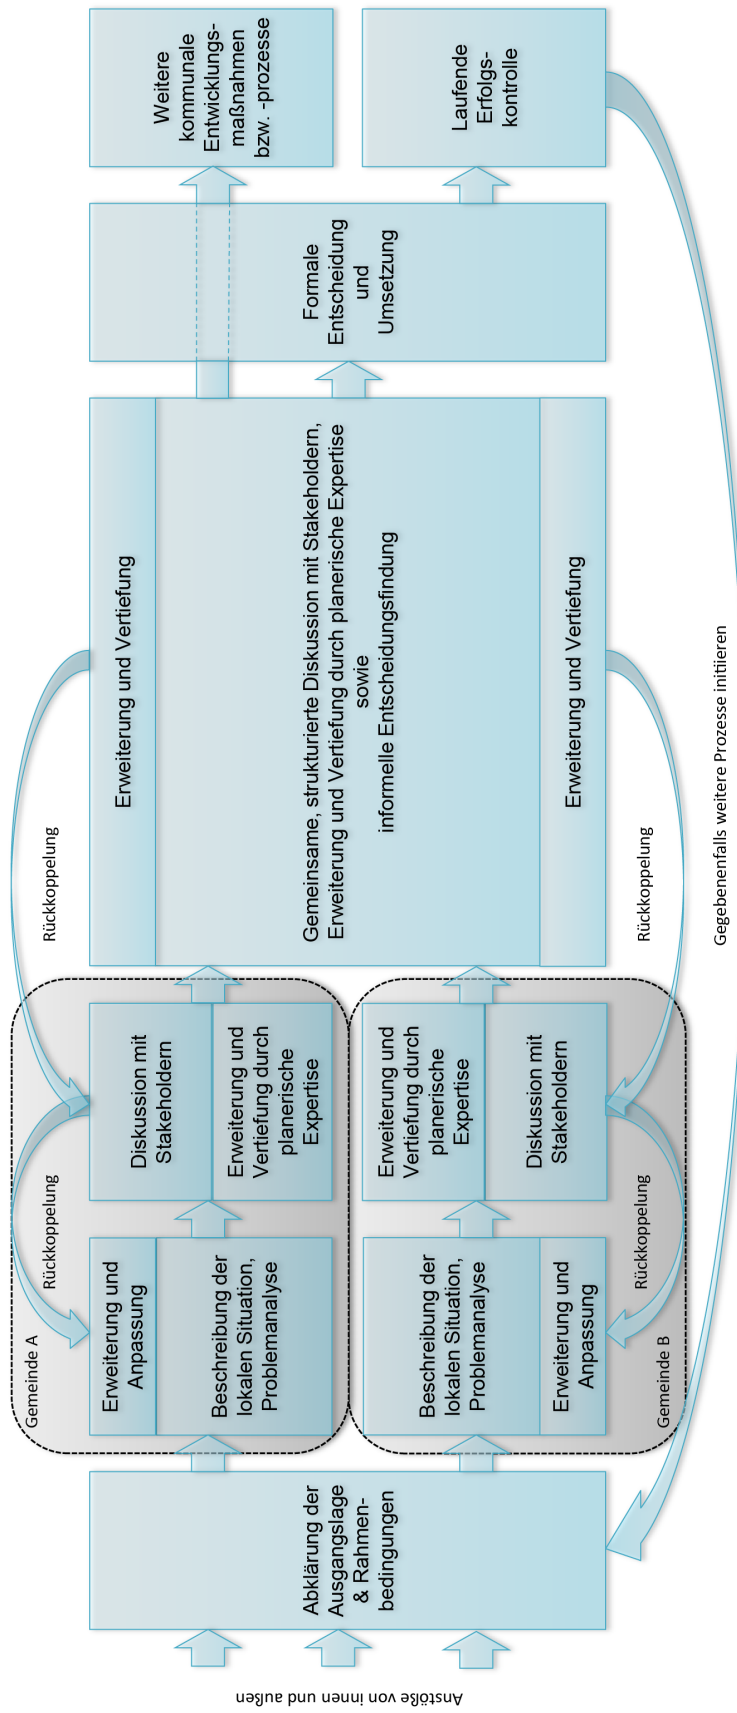 Anstöße von innen und außen
Abklärung der
Ausgangslage
& Rahmen-
bedingungen
Gemeinde A
Rückkoppelung
Erweiterung und
Anpassung
Beschreibung der
lokalen Situation,
Problemanalyse
Diskussion mit
Stakeholdern
Erweiterung und
Vertiefung durch
planerische
Expertise
Beschreibung der
lokalen Situation,
Problemanalyse
Erweiterung und
Anpassung
Erweiterung und
Vertiefung durch
planerische
Expertise
Diskussion mit
Stakeholdern
Rückkoppelung
Gemeinde B
Rückkoppelung
Erweiterung und Vertiefung
Gemeinsame, strukturierte Diskussion mit Stakeholdern,
Erweiterung und Vertiefung durch planerische Expertise
sowie
informelle Entscheidungsfindung
Erweiterung und Vertiefung
Rückkoppelung
Formale
Entscheidung
und
Umsetzung
Weitere
kommunale
Entwicklungs-
maßnahmen
bzw. -prozesse
Laufende
Erfolgs-
kontrolle
Gegebenenfalls weitere Prozesse initiieren